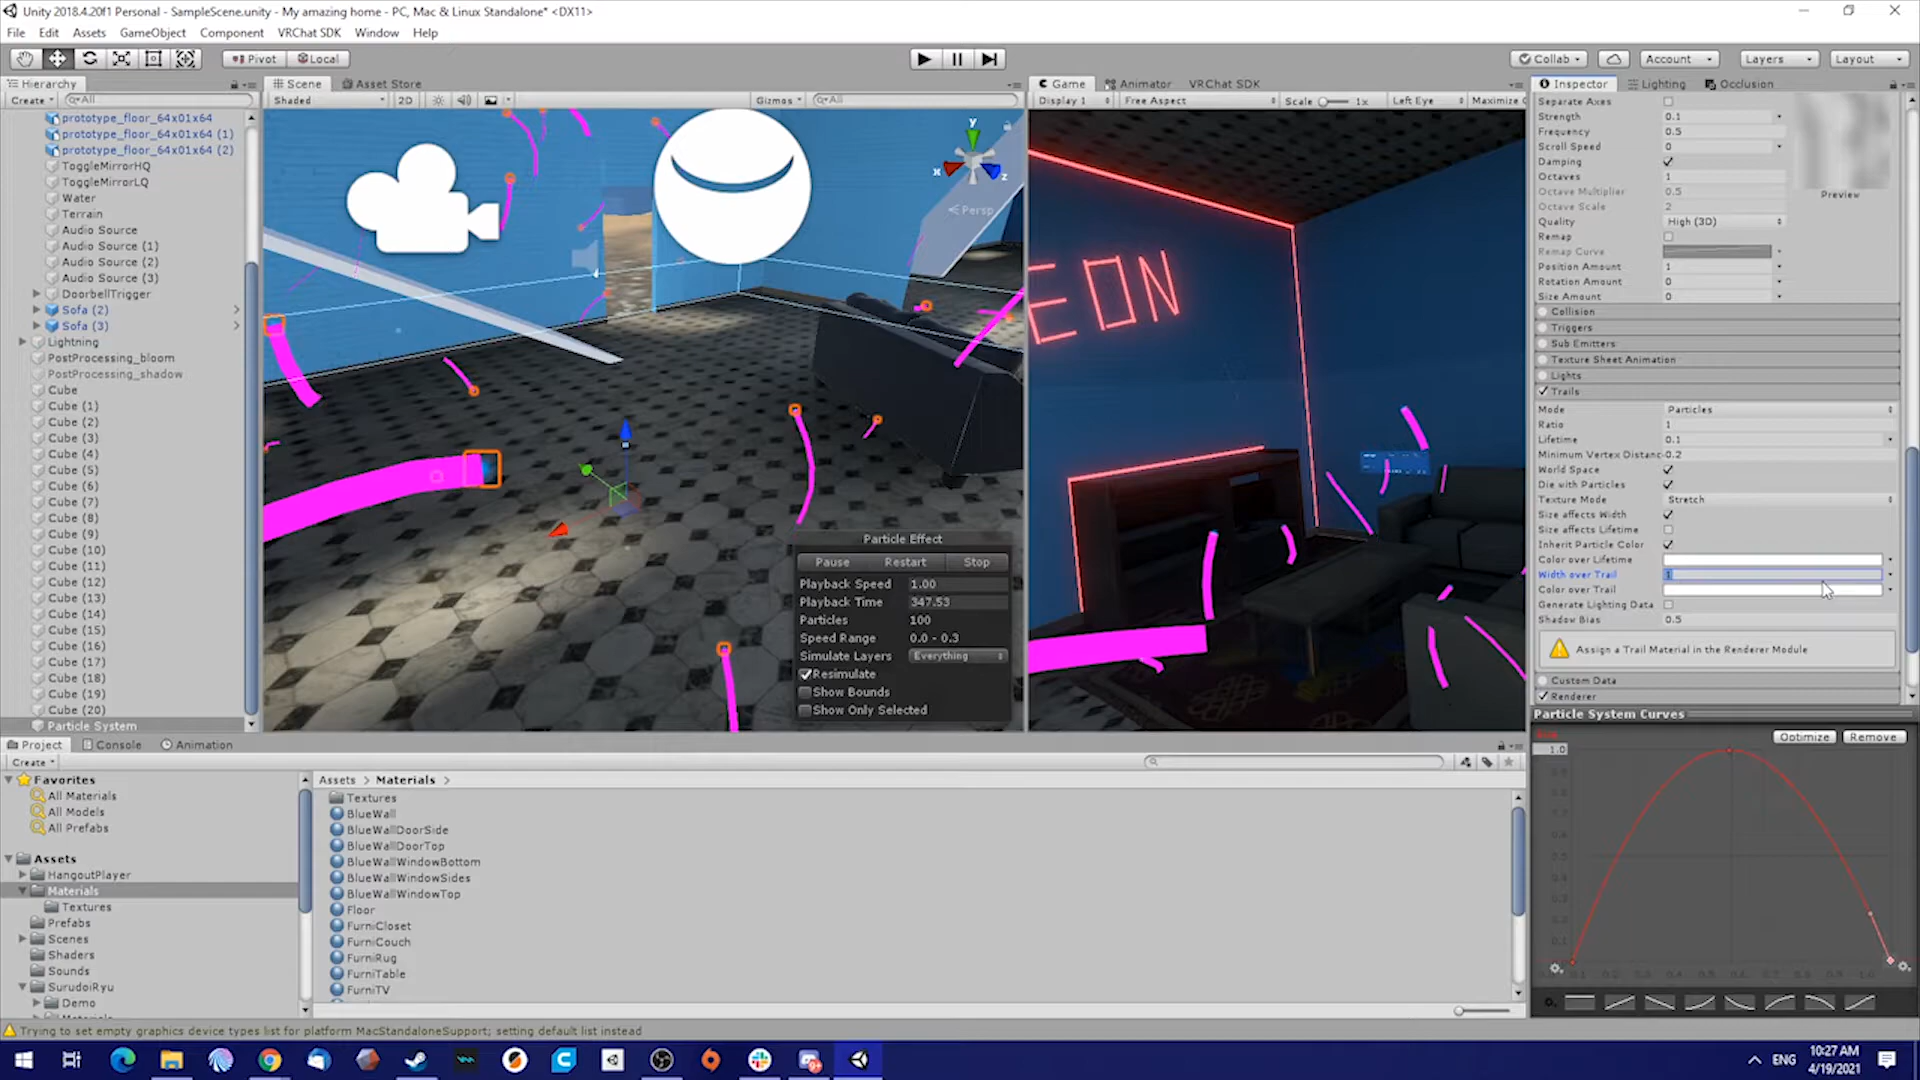 Unity 2018.4.20f1 Personal - SampleScene.unity - My amazing home - PC, Mac & Linux Standalone* <DX11>
File Edit Assets GameObject Component VRChat SDK Window Help
Pivot Local Collab Account Layers Layout
Hierarchy
Create All
prototype_floor_64x01x64
prototype_floor_64x01x64 (1)
prototype_floor_64x01x64 (2)
ToggleMirrorHQ
ToggleMirrorLQ
Water
Terrain
Audio Source
Audio Source (1)
Audio Source (2)
Audio Source (3)
DoorbellTrigger
Sofa (2)
Sofa (3)
Lightning
PostProcessing_bloom
PostProcessing_shadow
Cube
Cube (1)
Cube (2)
Cube (3)
Cube (4)
Cube (5)
Cube (6)
Cube (7)
Cube (8)
Cube (9)
Cube (10)
Cube (11)
Cube (12)
Cube (13)
Cube (14)
Cube (15)
Cube (16)
Cube (17)
Cube (18)
Cube (19)
Cube (20)
Particle System
Scene Asset Store
Shaded 2D Gizmos All
y
x
z
Persp
Particle Effect
Pause Restart Stop
Playback Speed 1.00
Playback Time 347.53
Particles 100
Speed Range 0.0 - 0.3
Simulate Layers Everything
Resimulate
Show Bounds
Show Only Selected
Game Animator VRChat SDK
Display 1 Free Aspect Scale 1x Left Eye Maximize
EON
Inspector Lighting Occlusion
Separate Axes
Strength 0.1
Frequency 0.5
Scroll Speed 0
Damping
Octaves 1
Octave Multiplier 0.5
Octave Scale 2
Quality High (3D)
Remap
Remap Curve
Position Amount 1
Rotation Amount 0
Size Amount 0
Preview
Collision
Triggers
Sub Emitters
Texture Sheet Animation
Lights
Trails
Mode Particles
Ratio 1
Lifetime 0.1
Minimum Vertex Distanc 0.2
World Space
Die with Particles
Texture Mode Stretch
Size affects Width
Size affects Lifetime
Inherit Particle Color
Color over Lifetime
Width over Trail 1
Color over Trail
Generate Lighting Data
Shadow Bias 0.5
Assign a Trail Material in the Renderer Module
Custom Data
Renderer
Particle System Curves
Optimize Remove
1.0
Project Console Animation
Create
Favorites
All Materials
All Models
All Prefabs
Assets
HangoutPlayer
Materials
Textures
Prefabs
Scenes
Shaders
Sounds
SurudoiRyu
Demo
Assets > Materials >
Textures
BlueWall
BlueWallDoorSide
BlueWallDoorTop
BlueWallWindowBottom
BlueWallWindowSides
BlueWallWindowTop
Floor
FurniCloset
FurniCouch
FurniRug
FurniTable
FurniTV
Trying to set empty graphics device types list for platform MacStandaloneSupport; setting default list instead
ENG
10:27 AM
4/19/2021